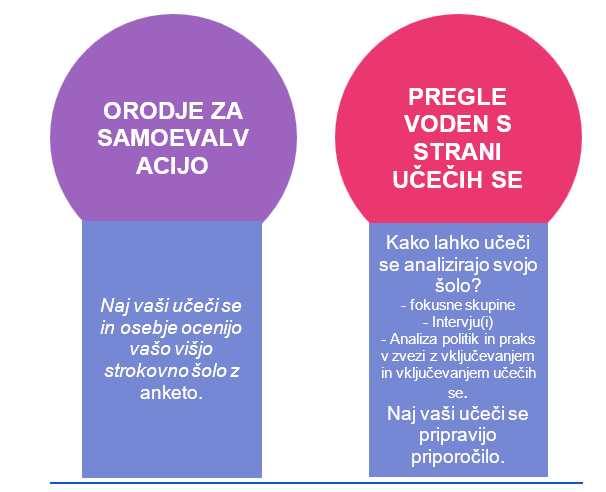 ORODJE ZA
SAMOEVALV
ACIJO
Naj vaši učeči se
in osebje ocenijo
vašo višjo
strokovno šolo z
anketo.
PREGLE
VODEN S
STRANI
UČEČIH SE
Kako lahko učeči
se analizirajo svojo
šolo?
- fokusne skupine
- Intervju(i)
- Analiza politik in praks
v zvezi z vključevanjem
in vključevanjem učečih
se.
Naj vaši učeči se
pripravijo
priporočilo.